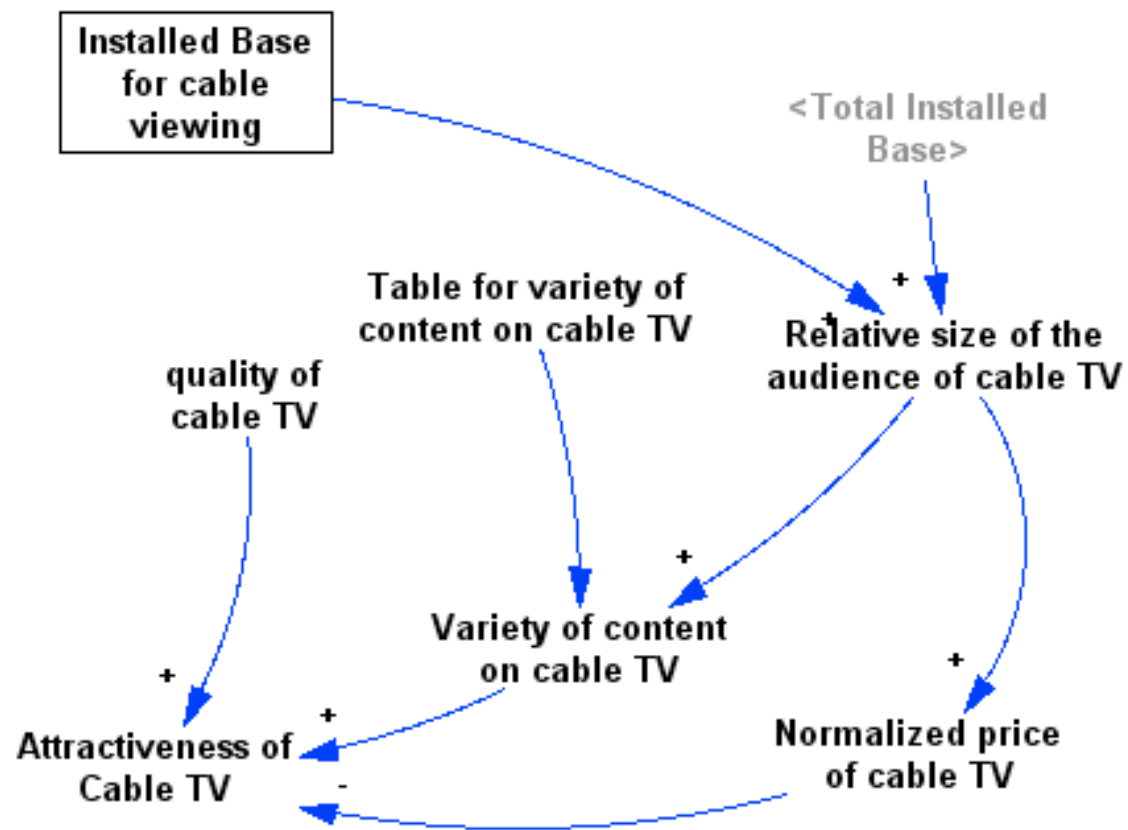 Installed Base
for cable
viewing
<Total Installed
Base>
+
+
Table for variety of
content on cable TV
Relative size of the
audience of cable TV
quality of
cable TV
+
Variety of content
on cable TV
+
+
+
Attractiveness of
Cable TV
-
Normalized price
of cable TV